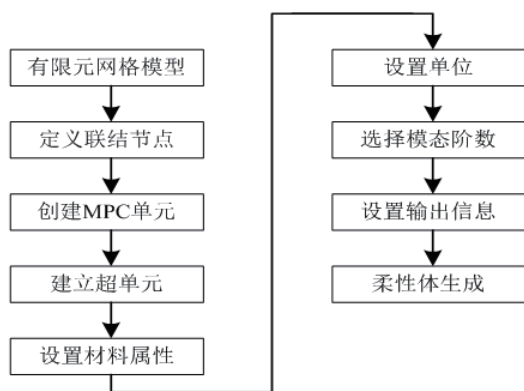 有限元网格模型
定义联结节点
创建MPC单元
建立超单元
设置材料属性
设置单位
选择模态阶数
设置输出信息
柔性体生成